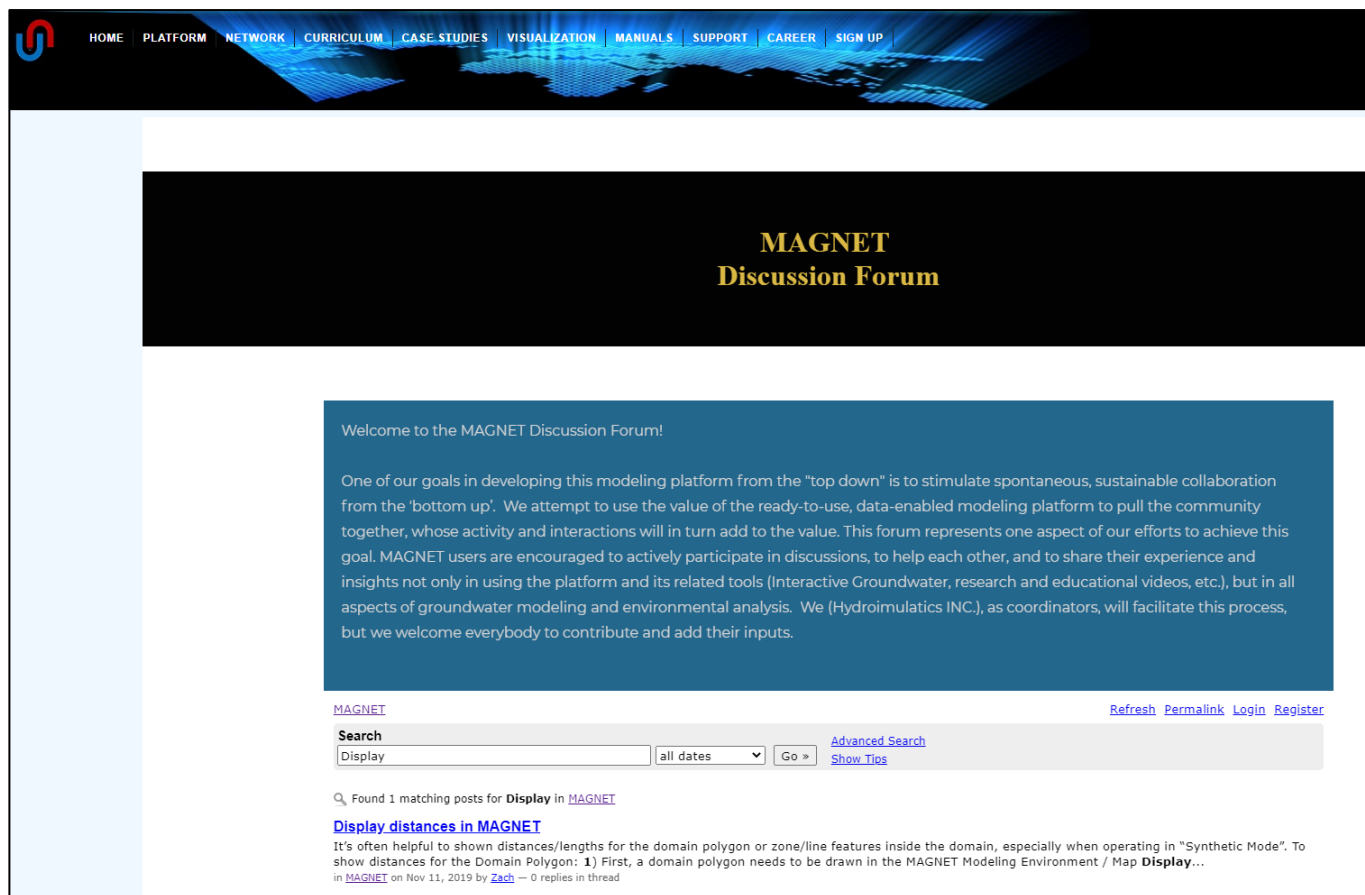 HOME PLATFORM NETWORK CURRICULUM CASE STUDIES VISUALIZATION MANUALS SUPPORT CAREER SIGN UP
MAGNET
Discussion Forum
Welcome to the MAGNET Discussion Forum!
One of our goals in developing this modeling platform from the "top down" is to stimulate spontaneous, sustainable collaboration
from the ‘bottom up’.  We attempt to use the value of the ready-to-use, data-enabled modeling platform to pull the community
together, whose activity and interactions will in turn add to the value. This forum represents one aspect of our efforts to achieve this
goal. MAGNET users are encouraged to actively participate in discussions, to help each other, and to share their experience and
insights not only in using the platform and its related tools (Interactive Groundwater, research and educational videos, etc.), but in all
aspects of groundwater modeling and environmental analysis.  We (Hydroimulatics INC.), as coordinators, will facilitate this process,
but we welcome everybody to contribute and add their inputs.
MAGNET Refresh Permalink Login Register
Search
Display all dates Go » Advanced Search
Show Tips
Found 1 matching posts for Display in MAGNET
Display distances in MAGNET
It’s often helpful to shown distances/lengths for the domain polygon or zone/line features inside the domain, especially when operating in “Synthetic Mode”. To
show distances for the Domain Polygon: 1) First, a domain polygon needs to be drawn in the MAGNET Modeling Environment / Map Display...
in MAGNET on Nov 11, 2019 by Zach — 0 replies in thread